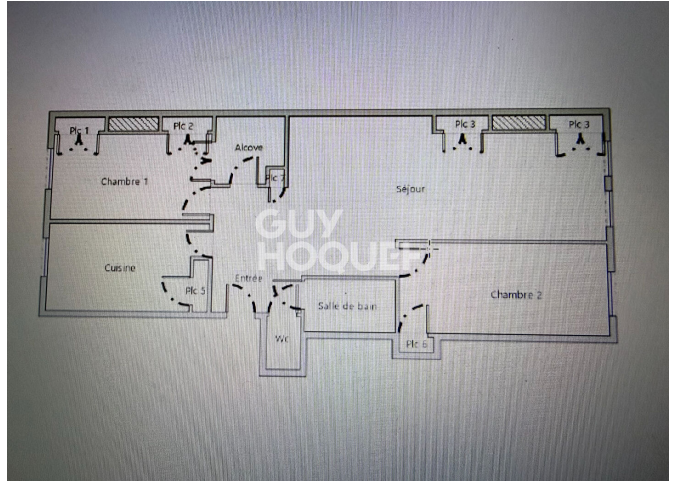 Plc 1
Plc 2
Plc 3
Plc 3
Alcove
Plc 7
Chambre 1
Séjour
GUY
HOQUET
Cuisine
Entrée
Plc 5
Salle de bain
Chambre 2
Wc
Plc 6